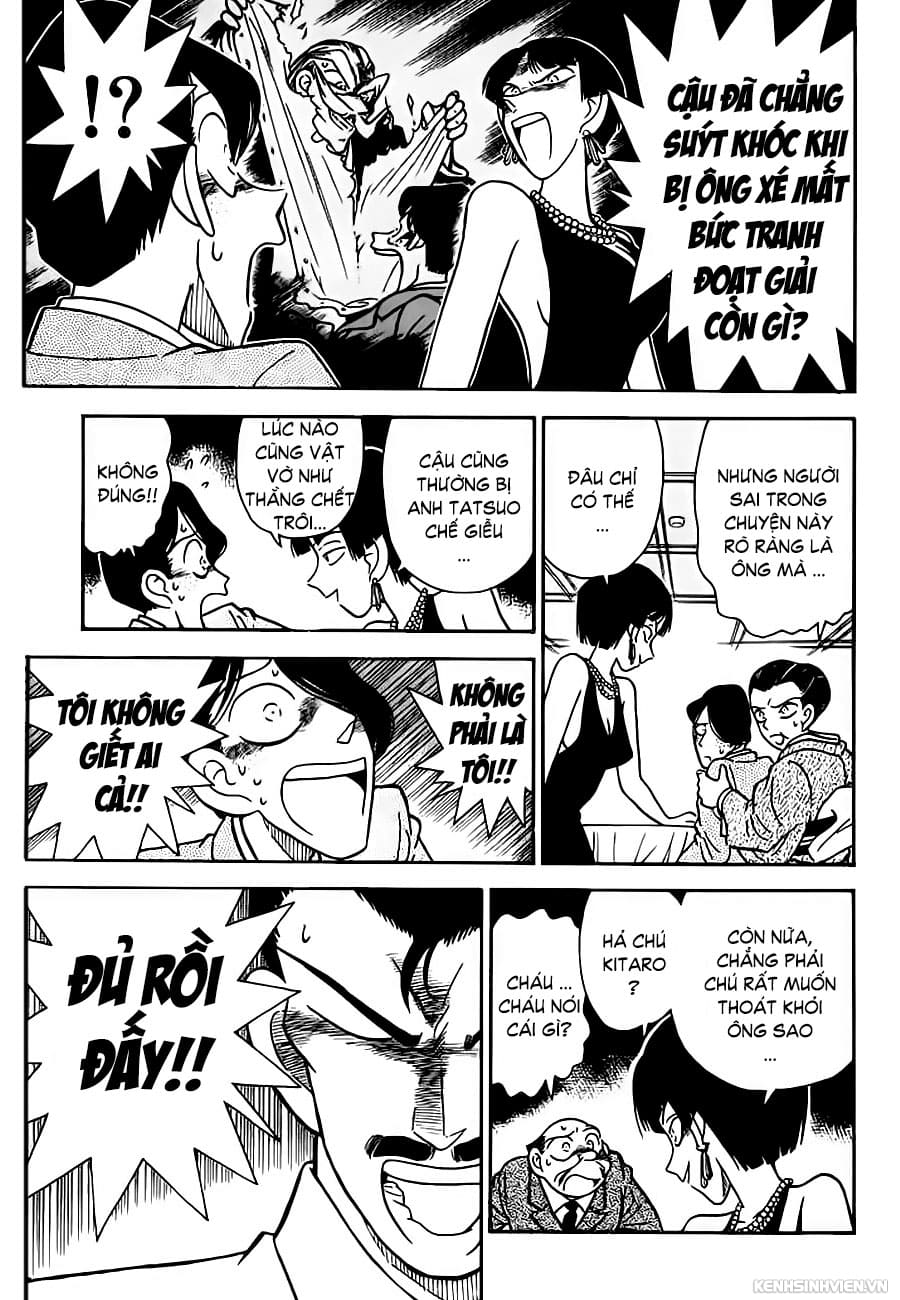 CẬU ĐÃ CHẲNG
SUÝT KHÓC KHI
BỊ ÔNG XÉ MẤT
BỨC TRANH
ĐOẠT GIẢI
CÒN GÌ?
!?
NHƯNG NGƯỜI
SAI TRONG
CHUYỆN NÀY
RÕ RÀNG LÀ
ÔNG MÀ ...
ĐÂU CHỈ
CÓ THẾ
...
CẬU CŨNG
THƯỜNG BỊ
ANH TATSUO
CHẾ GIỄU
LÚC NÀO
CŨNG VẬT
VỜ NHƯ
THẰNG CHẾT
TRÔI...
KHÔNG
ĐÚNG!!
KHÔNG
PHẢI LÀ
TÔI!!
TÔI KHÔNG
GIẾT AI
CẢ!!
CÒN NỮA,
CHẲNG PHẢI
CHÚ RẤT MUỐN
THOÁT KHỎI
ÔNG SAO
...
HẢ CHÚ
KITARO
?
CHÁU ...
CHÁU NÓI
CÁI GÌ?
ĐỦ RỒI
ĐẤY!!
KENHSINHVIEN.VN